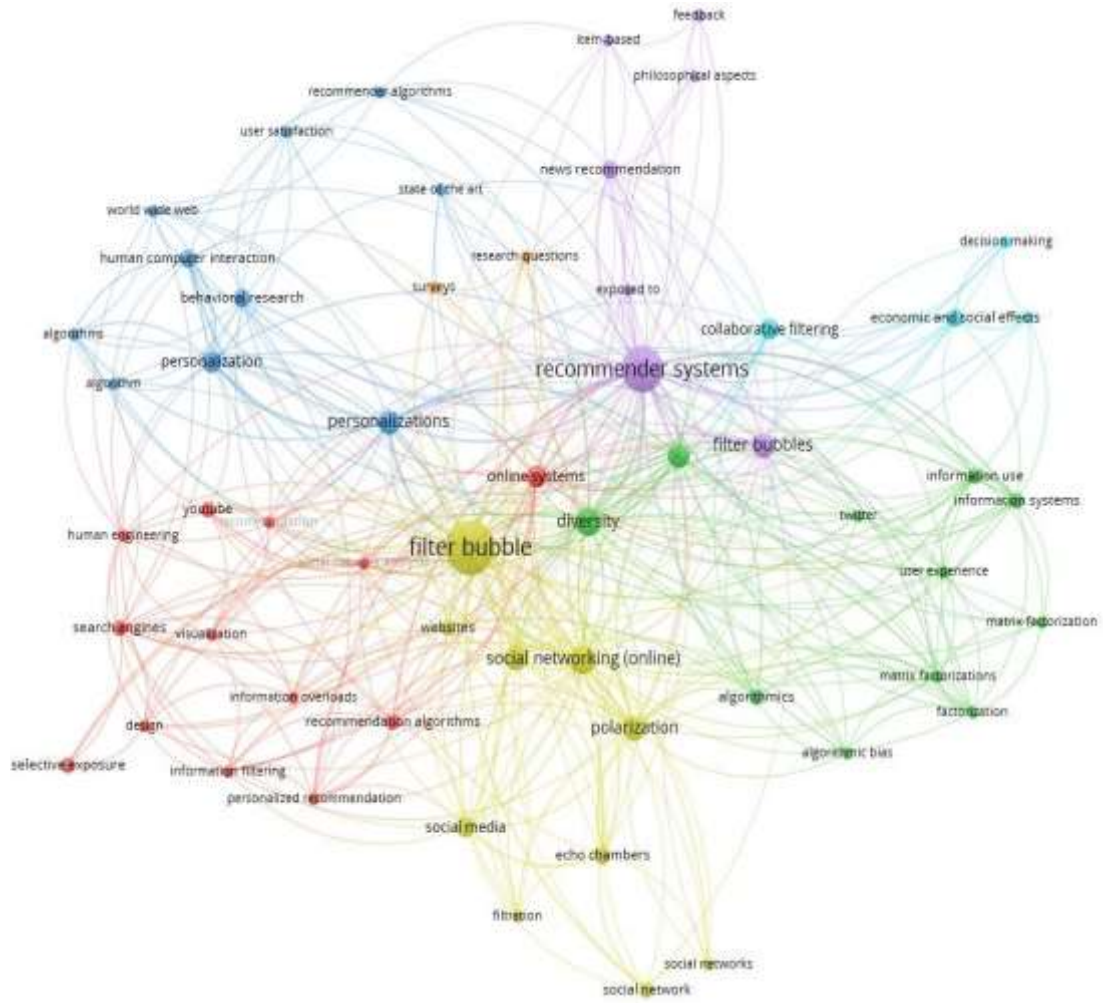 feedback
item-based
philosophical aspects
recommender algorithms
user satisfaction
news recommendation
state of the art
world wide web
decision making
human computer interaction
research questions
surveys
exposed to
behavioral research
economic and social effects
collaborative filtering
algorithms
personalization
recommender systems
algorithm
personalizations
filter bubbles
online systems
information use
information systems
youtube
diversity
twitter
human engineering
filter bubble
user experience
search engines
visualization
websites
matrix factorization
social networking (online)
matrix factorizations
information overloads
algorithmics
factorization
design
recommendation algorithms
polarization
algorithmic bias
selective exposure
information filtering
personalized recommendation
social media
echo chambers
filtration
social networks
social network